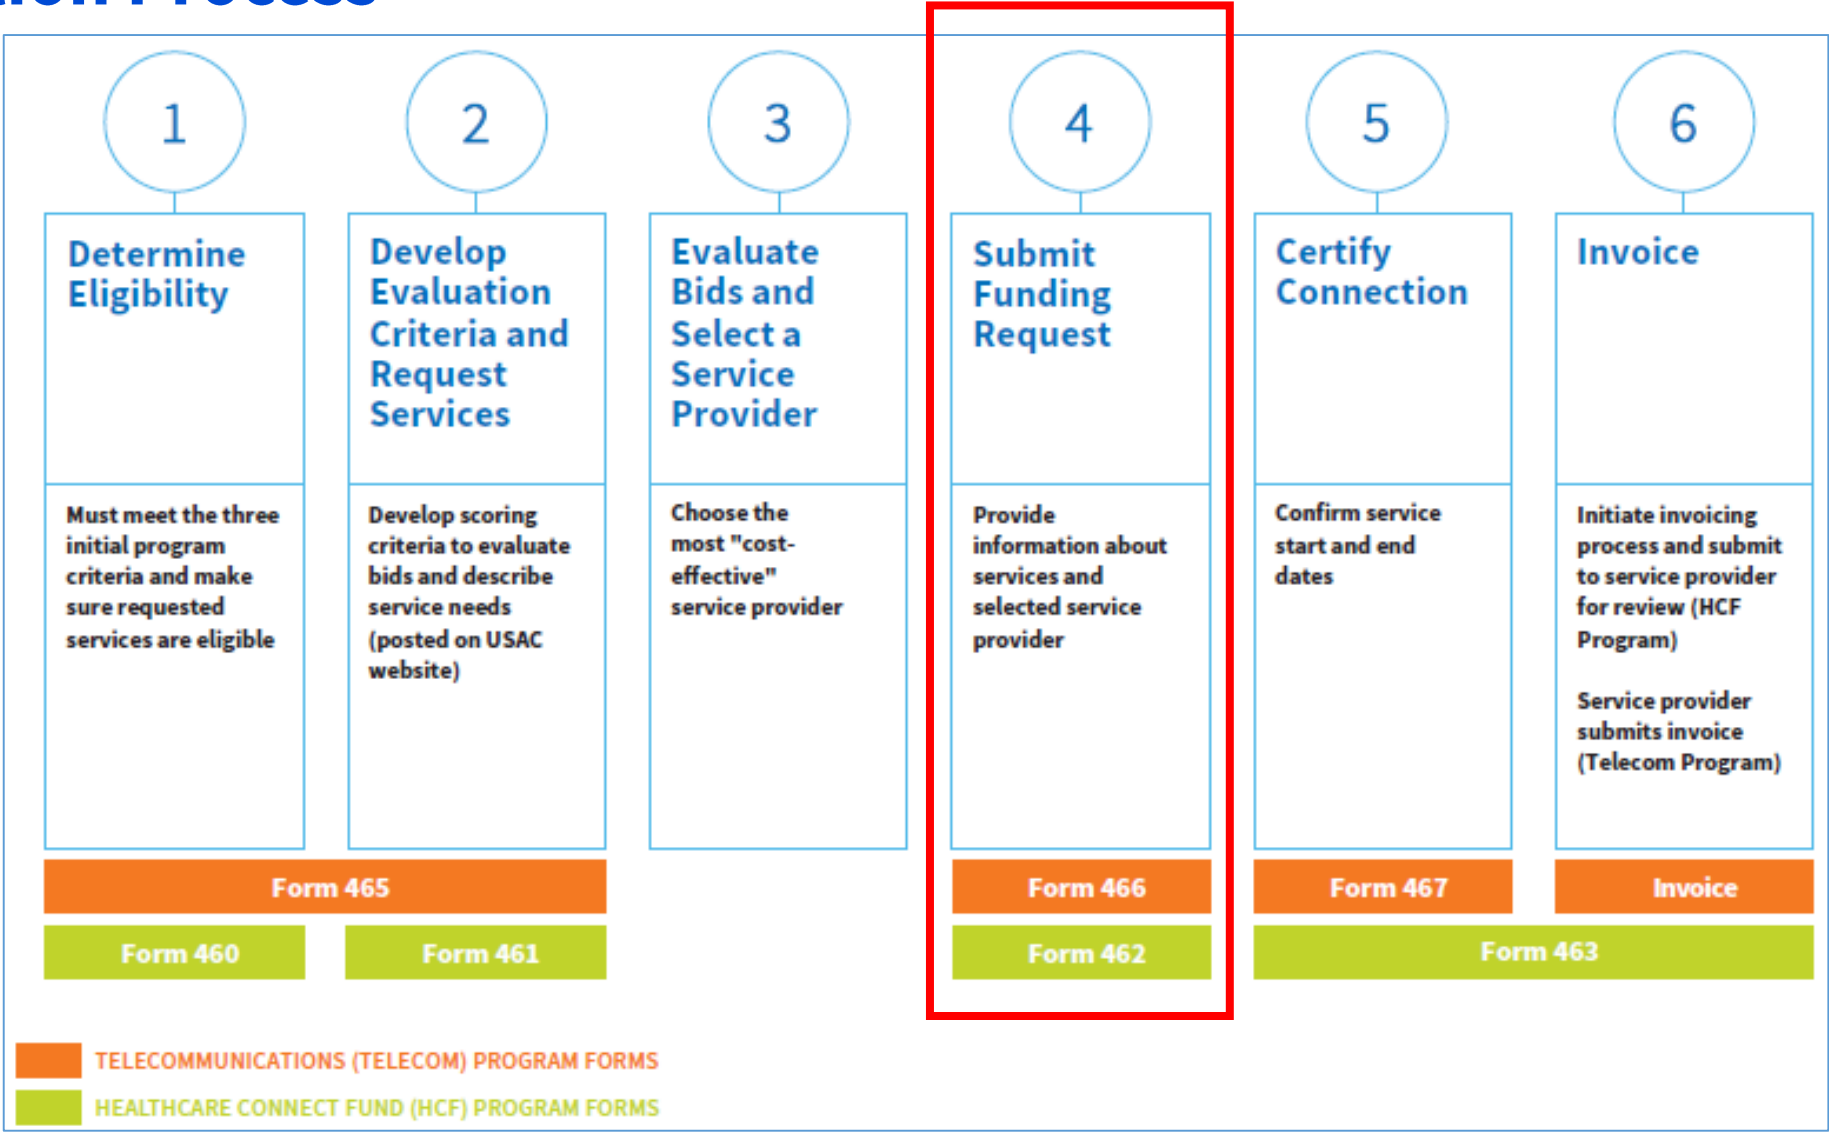 Process
1
2
3
4
5
6
Determine
Eligibility
Develop
Evaluation
Criteria and
Request
Services
Evaluate
Bids and
Select a
Service
Provider
Submit
Funding
Request
Certify
Connection
Invoice
Must meet the three
initial program
criteria and make
sure requested
services are eligible
Develop scoring
criteria to evaluate
bids and describe
service needs
(posted on USAC
website)
Choose the
most "cost-
effective"
service provider
Provide
information about
services and
selected service
provider
Confirm service
start and end
dates
Initiate invoicing
process and submit
to service provider
for review (HCF
Program)
Service provider
submits invoice
(Telecom Program)
Form 465
Form 466
Form 467
Invoice
Form 460
Form 461
Form 462
Form 463
TELECOMMUNICATIONS (TELECOM) PROGRAM FORMS
HEALTHCARE CONNECT FUND (HCF) PROGRAM FORMS